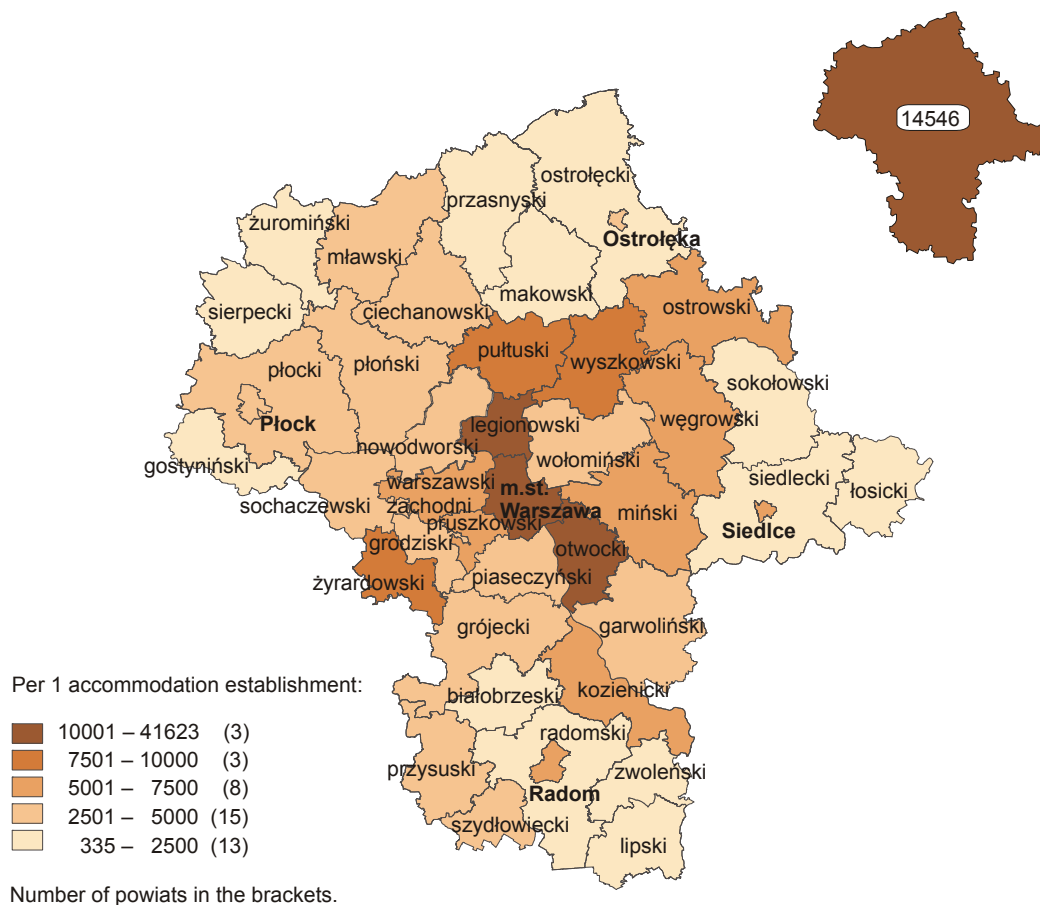 14546
ostrołęcki
przasnyski
żuromiński
Ostrołęka
mławski
makowski
ostrowski
sierpecki
ciechanowski
pułtuski
wyszkowski
płocki
płoński
sokołowski
węgrowski
Płock
legionowski
nowodworski
wołomiński
gostyniński
siedlecki
warszawski
zachodni
m.st.
Warszawa
łosicki
sochaczewski
miński
pruszkowski
Siedlce
grodziski
otwocki
żyrardowski
piaseczyński
grójecki
garwoliński
białobrzeski
kozienicki
radomski
przysuski
zwoleński
Radom
szydłowiecki
lipski
Per 1 accommodation establishment:
10001 – 41623 (3)
7501 – 10000 (3)
5001 – 7500 (8)
2501 – 5000 (15)
335 – 2500 (13)
Number of powiats in the brackets.